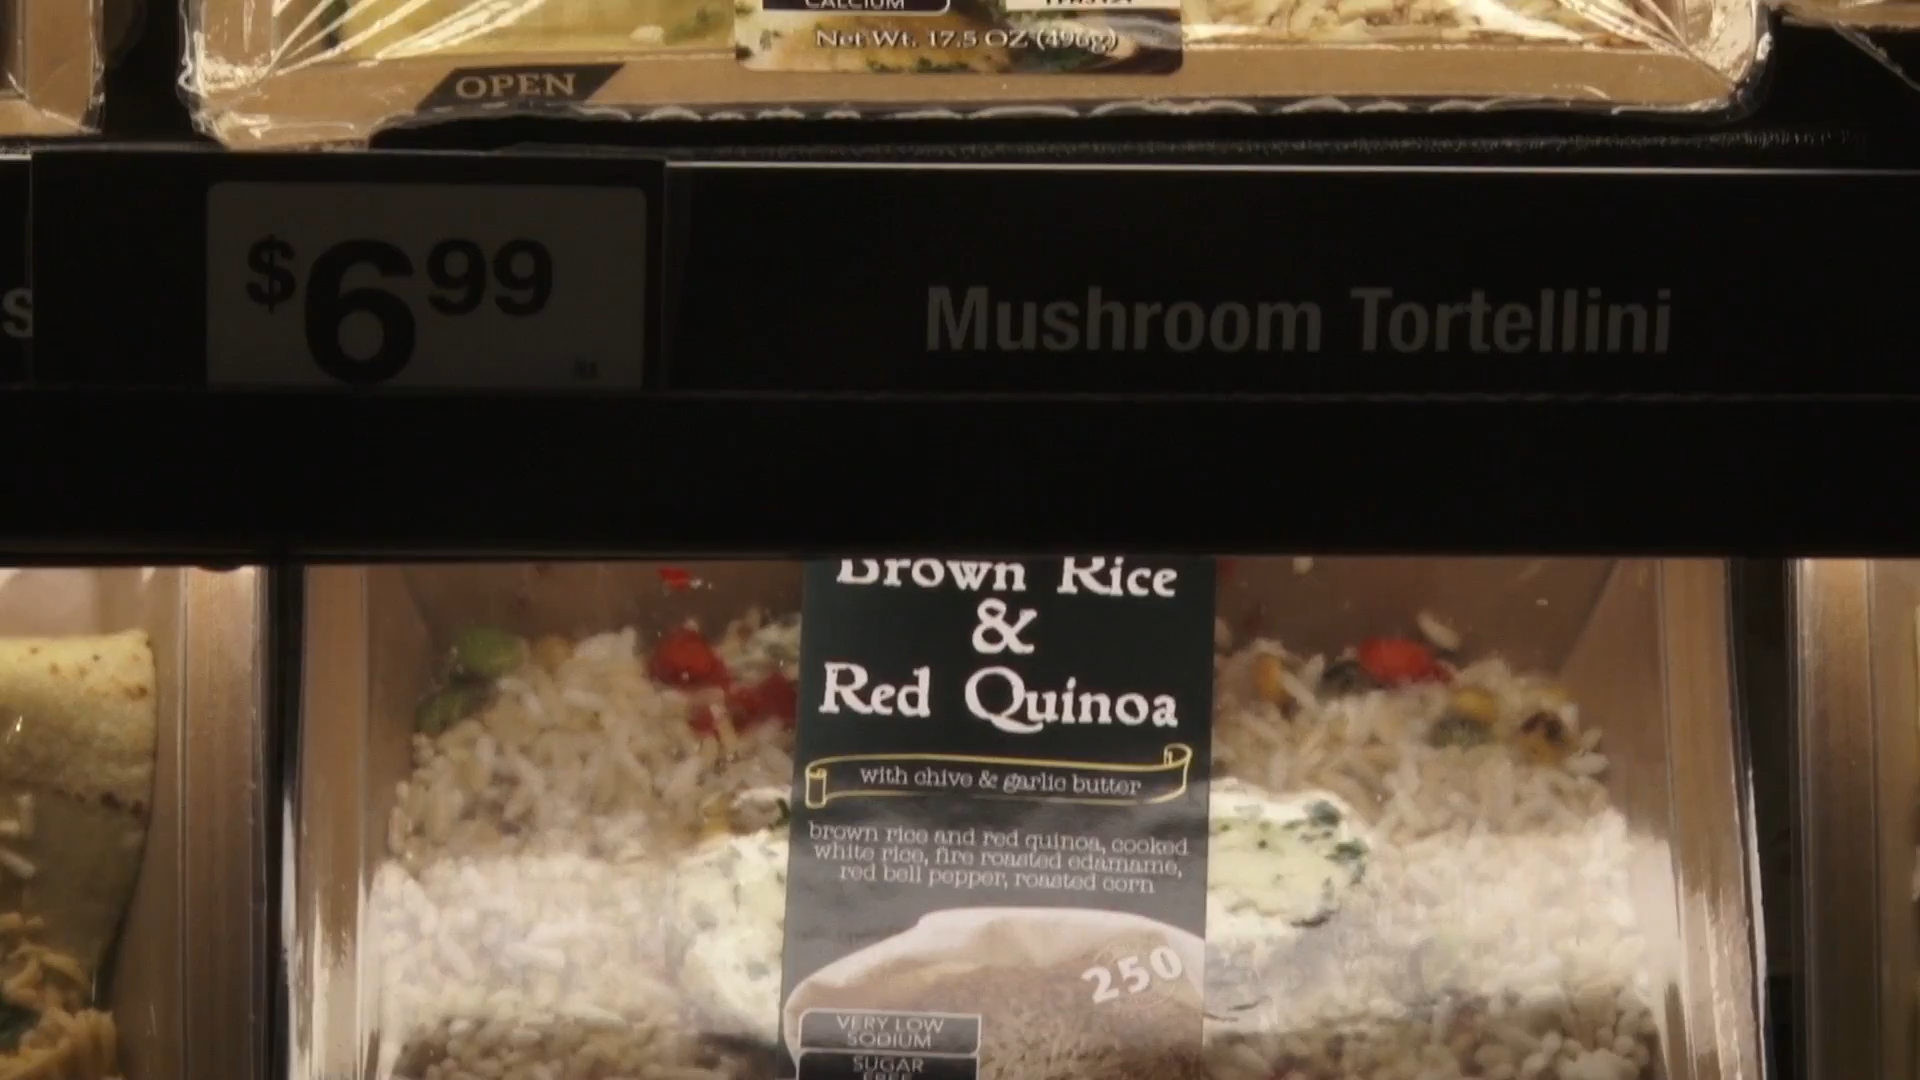 CALCIUM
Net Wt. 17.5 OZ (496g)
OPEN
$6.99
s
Mushroom Tortellini
Brown Rice
&
Red Quinoa
with chive & garlic butter
brown rice and red quinoa, cooked
white rice, fire roasted edamame,
red bell pepper, roasted corn
250
VERY LOW
SODIUM
SUGAR
FREE